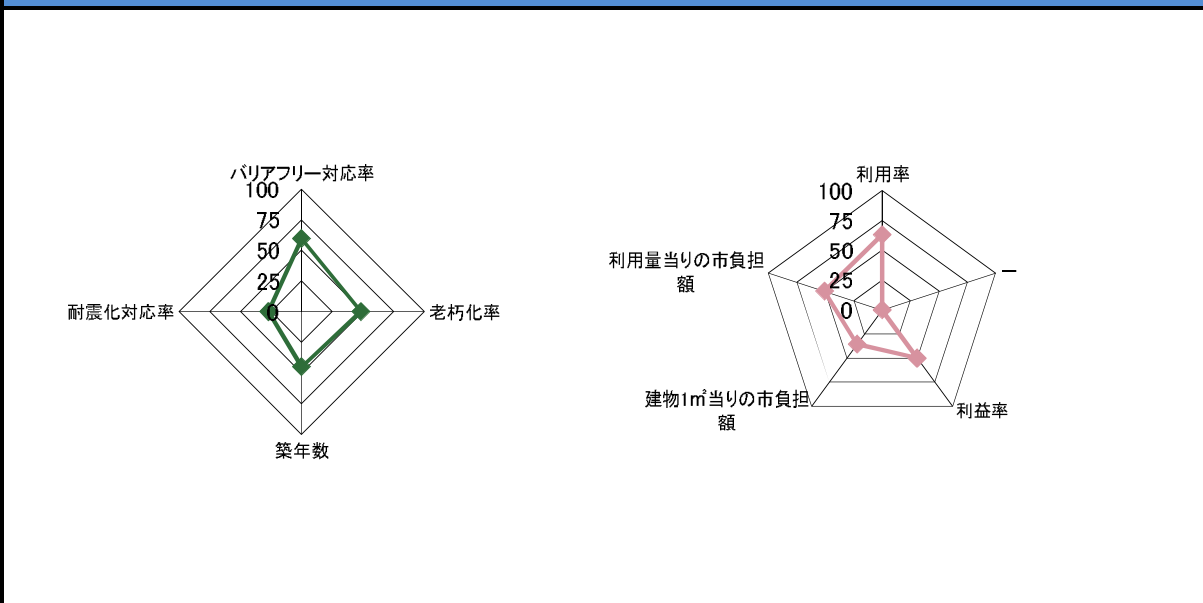 バリアフリー対応率
100
75
50
25
0
耐震化対応率
老朽化率
築年数
利用率
100
75
50
25
0
利用量当りの市負担
額
－
建物1㎡当りの市負担
額
利益率